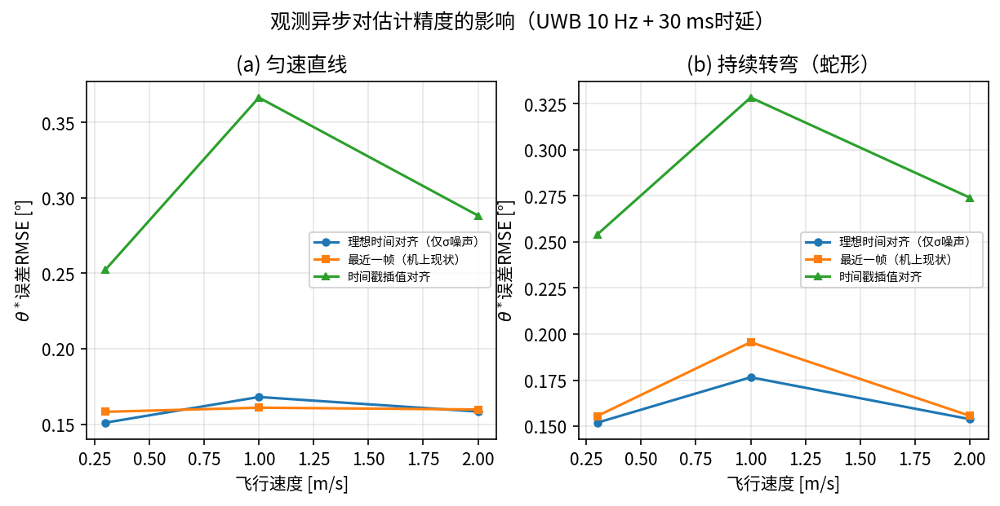 观测异步对估计精度的影响（UWB 10 Hz + 30 ms时延）
(a) 匀速直线
θ*误差RMSE [°]
0.35
0.30
0.25
0.20
0.15
理想时间对齐（仅σ噪声）
最近一帧（机上现状）
时间戳插值对齐
0.25 0.50 0.75 1.00 1.25 1.50 1.75 2.00
飞行速度 [m/s]
(b) 持续转弯（蛇形）
θ*误差RMSE [°]
0.325
0.300
0.275
0.250
0.225
0.200
0.175
0.150
理想时间对齐（仅σ噪声）
最近一帧（机上现状）
时间戳插值对齐
0.25 0.50 0.75 1.00 1.25 1.50 1.75 2.00
飞行速度 [m/s]